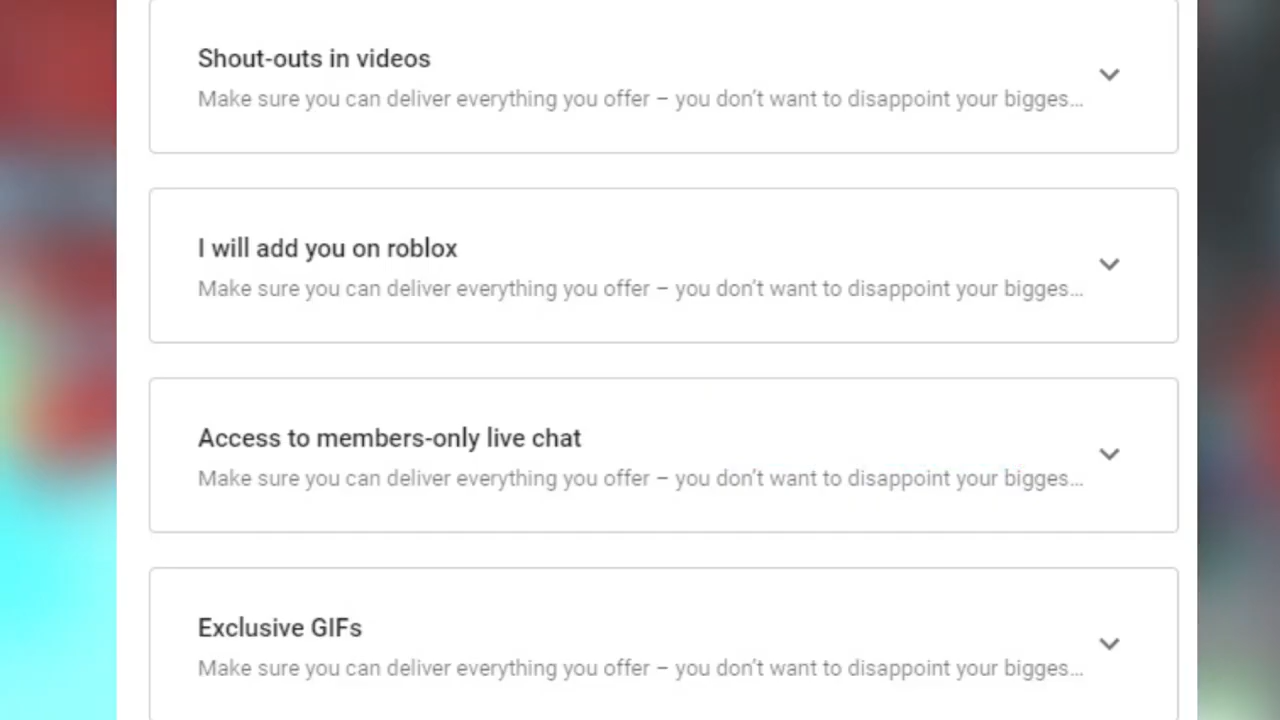 Shout-outs in videos
Make sure you can deliver everything you offer – you don't want to disappoint your bigges...
I will add you on roblox
Make sure you can deliver everything you offer – you don't want to disappoint your bigges...
Access to members-only live chat
Make sure you can deliver everything you offer – you don't want to disappoint your bigges...
Exclusive GIFs
Make sure you can deliver everything you offer – you don't want to disappoint your bigges...